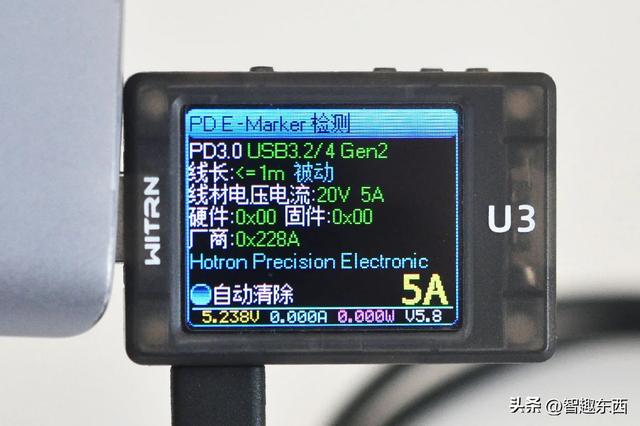 PD E-Marker 检测
PD3.0 USB3.2/4 Gen2
线长:<=1m 被动
线材电压电流:20V 5A
硬件:0x00 固件:0x00
厂商:0x228A
Hotron Precision Electronic
自动清除 5A
5.238V 0.000A 0.000W V5.8
WITRN
U3
头条 @智趣东西